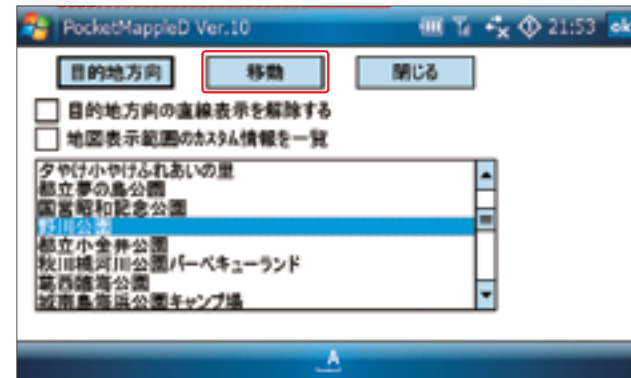 PocketMappleD Ver.10 21:53 ok
目的地方向 移動 閉じる
目的地方向の直線表示を解除する
地図表示範囲のカスタム情報を一覧
夕やけ小やけふれあいの里
都立夢の島公園
国営昭和記念公園
野川公園
都立小金井公園
秋川橋河川公園バーベキューランド
葛西臨海公園
城南島海浜公園キャンプ場
A